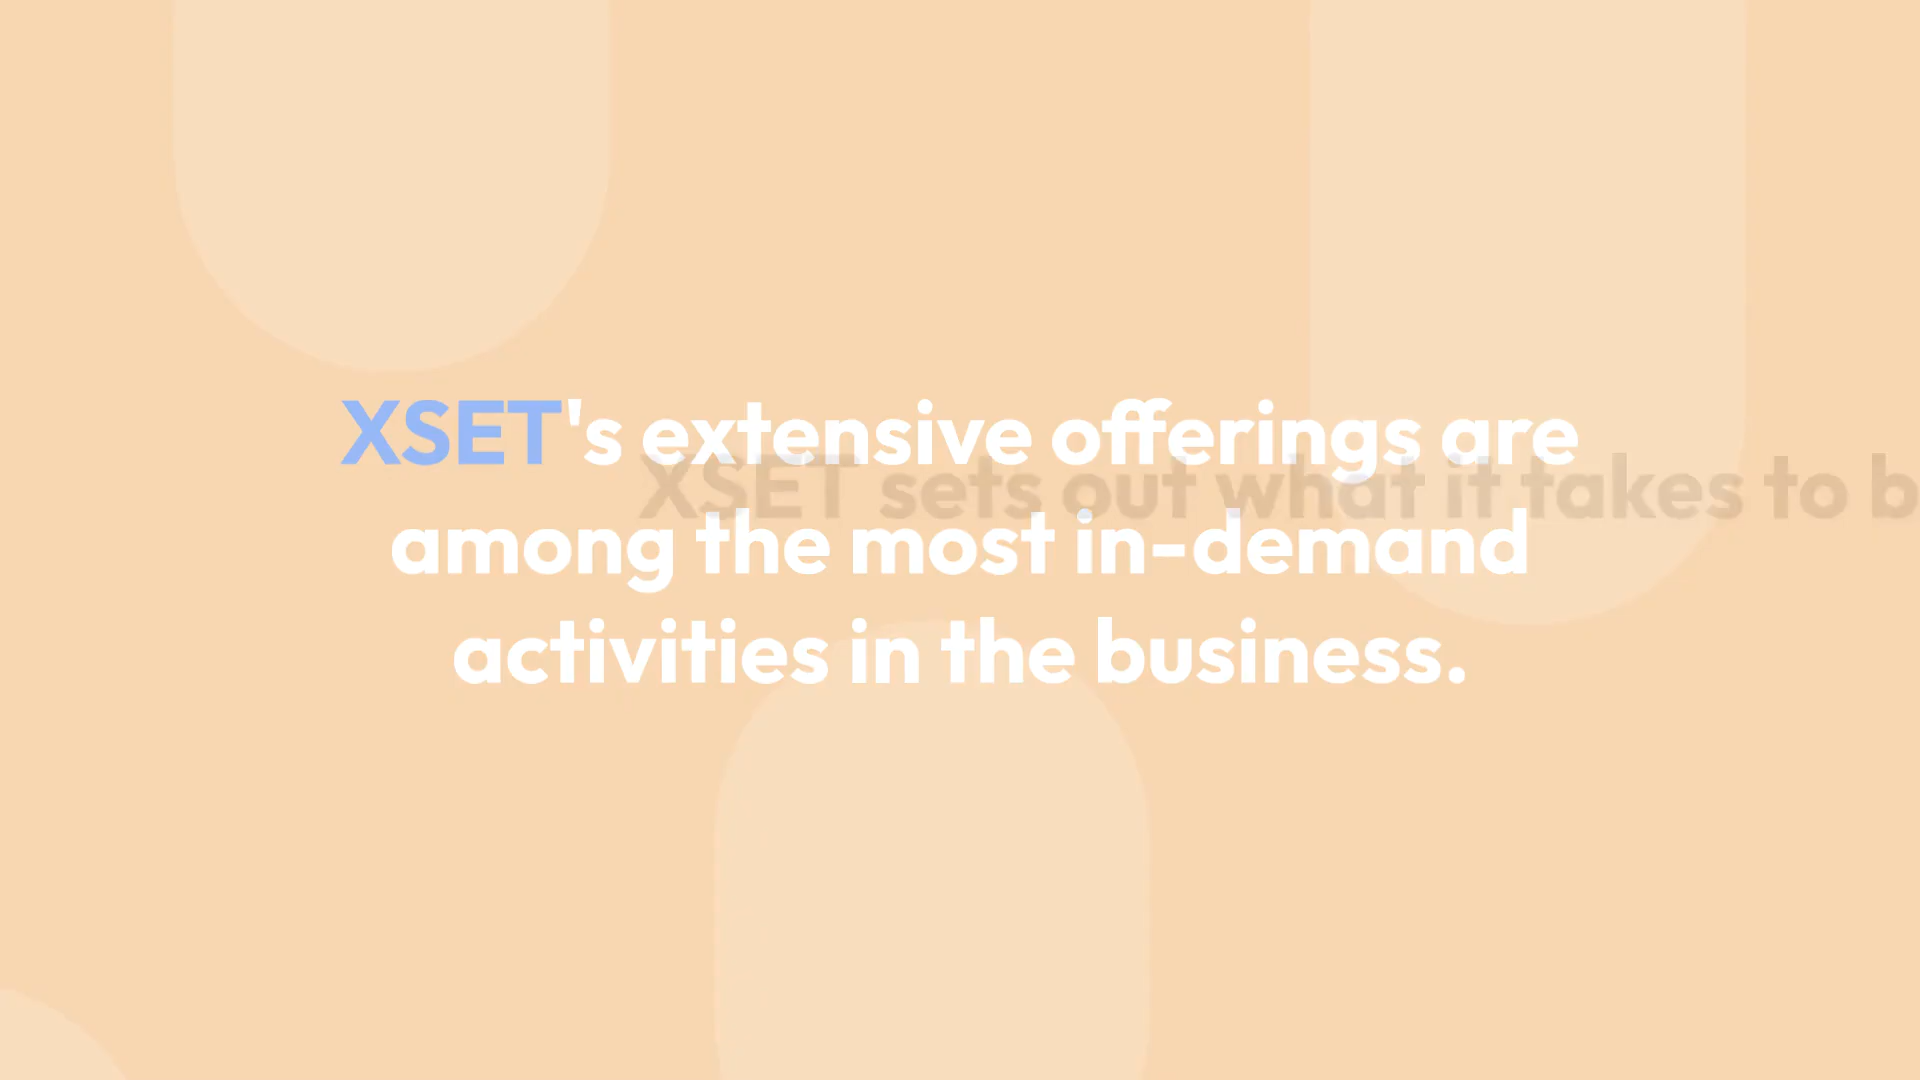 XSET's extensive offerings are
XSET sets out what it takes to b
among the most in-demand
activities in the business.